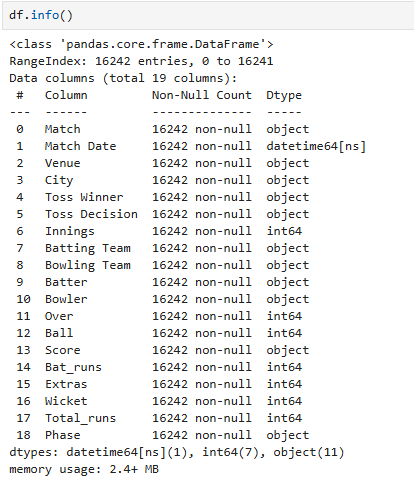 df.info()
<class 'pandas.core.frame.DataFrame'>
RangeIndex: 16242 entries, 0 to 16241
Data columns (total 19 columns):
 #   Column         Non-Null Count  Dtype
---  ------         --------------  -----
 0   Match          16242 non-null  object
 1   Match Date     16242 non-null  datetime64[ns]
 2   Venue          16242 non-null  object
 3   City           16242 non-null  object
 4   Toss Winner    16242 non-null  object
 5   Toss Decision  16242 non-null  object
 6   Innings        16242 non-null  int64
 7   Batting Team   16242 non-null  object
 8   Bowling Team   16242 non-null  object
 9   Batter         16242 non-null  object
 10  Bowler         16242 non-null  object
 11  Over           16242 non-null  int64
 12  Ball           16242 non-null  int64
 13  Score          16242 non-null  object
 14  Bat_runs       16242 non-null  int64
 15  Extras         16242 non-null  int64
 16  Wicket         16242 non-null  int64
 17  Total_runs     16242 non-null  int64
 18  Phase          16242 non-null  object
dtypes: datetime64[ns](1), int64(7), object(11)
memory usage: 2.4+ MB